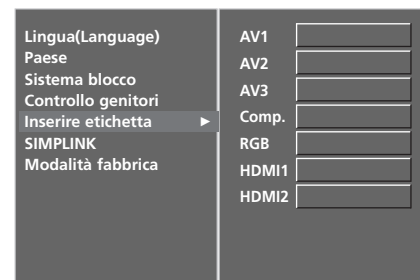 Lingua(Language)
Paese
Sistema blocco
Controllo genitori
Inserire etichetta ►
SIMPLINK
Modalità fabbrica
AV1
AV2
AV3
Comp.
RGB
HDMI1
HDMI2